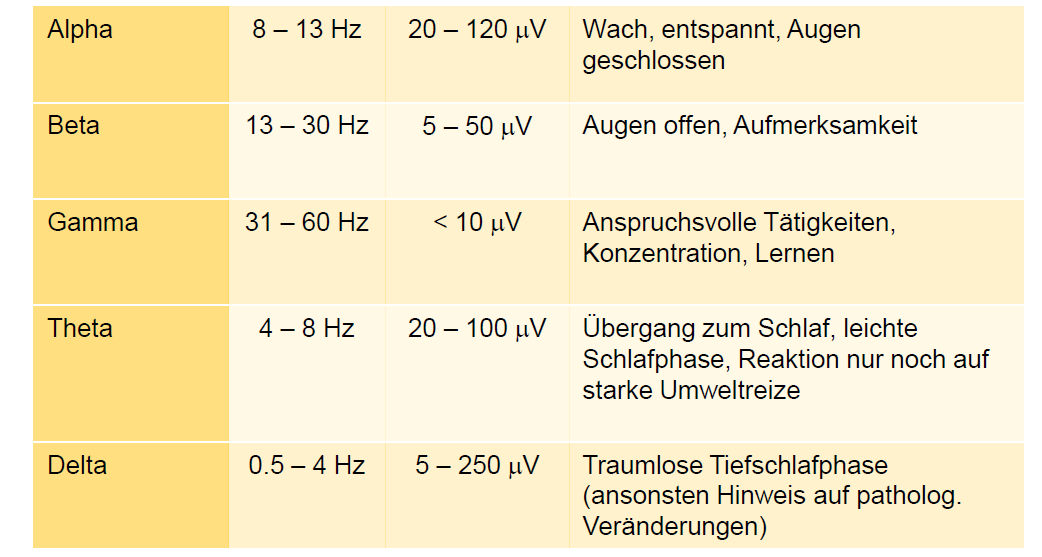 Alpha 8 – 13 Hz 20 – 120 μV Wach, entspannt, Augen
geschlossen
Beta 13 – 30 Hz 5 – 50 μV Augen offen, Aufmerksamkeit
Gamma 31 – 60 Hz < 10 μV Anspruchsvolle Tätigkeiten,
Konzentration, Lernen
Theta 4 – 8 Hz 20 – 100 μV Übergang zum Schlaf, leichte
Schlafphase, Reaktion nur noch auf
starke Umweltreize
Delta 0.5 – 4 Hz 5 – 250 μV Traumlose Tiefschlafphase
(ansonsten Hinweis auf patholog.
Veränderungen)